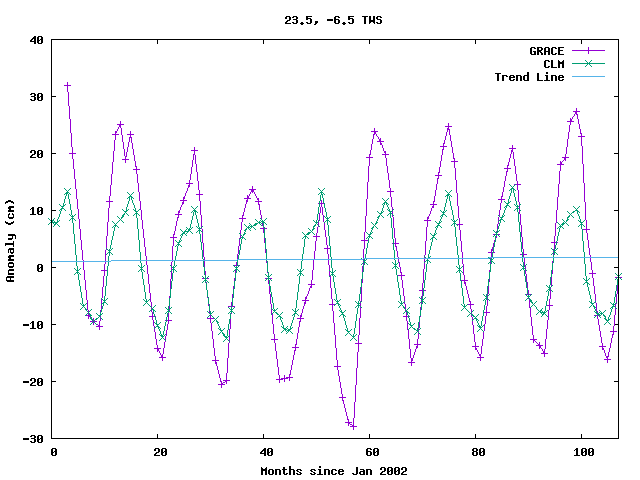 23.5, -6.5 TWS
GRACE
CLM
Trend Line
Anomaly (cm)
40
30
20
10
0
-10
-20
-30
0 20 40 60 80 100
Months since Jan 2002